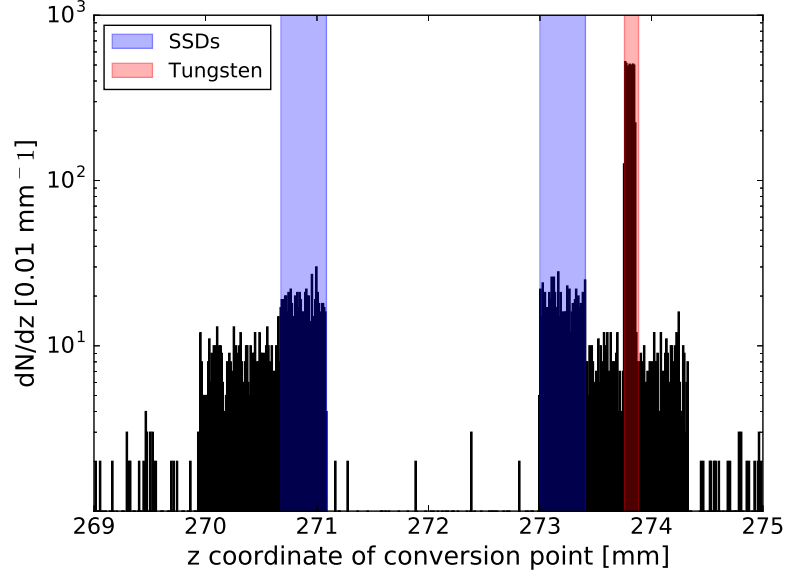 SSDs
Tungsten
dN/dz [0.01 mm − 1]
10³
10²
10¹
269 270 271 272 273 274 275
z coordinate of conversion point [mm]